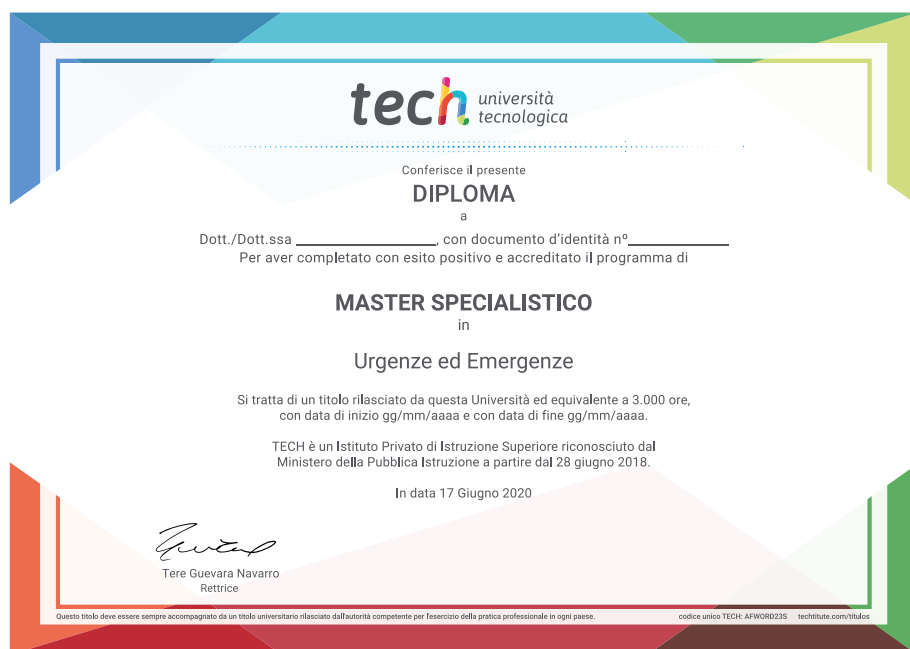 tech università
tecnologica
Conferisce il presente
DIPLOMA
a
Dott./Dott.ssa ________________, con documento d'identità nº____________
Per aver completato con esito positivo e accreditato il programma di
MASTER SPECIALISTICO
in
Urgenze ed Emergenze
Si tratta di un titolo rilasciato da questa Università ed equivalente a 3.000 ore,
con data di inizio gg/mm/aaaa e con data di fine gg/mm/aaaa.
TECH è un Istituto Privato di Istruzione Superiore riconosciuto dal
Ministero della Pubblica Istruzione a partire dal 28 giugno 2018.
In data 17 Giugno 2020
Tere Guevara Navarro
Rettrice
Questo titolo deve essere sempre accompagnato da un titolo universitario rilasciato dall'autorità competente per l'esercizio della pratica professionale in ogni paese. codice unico TECH: AFWORD23S techtitute.com/titulos